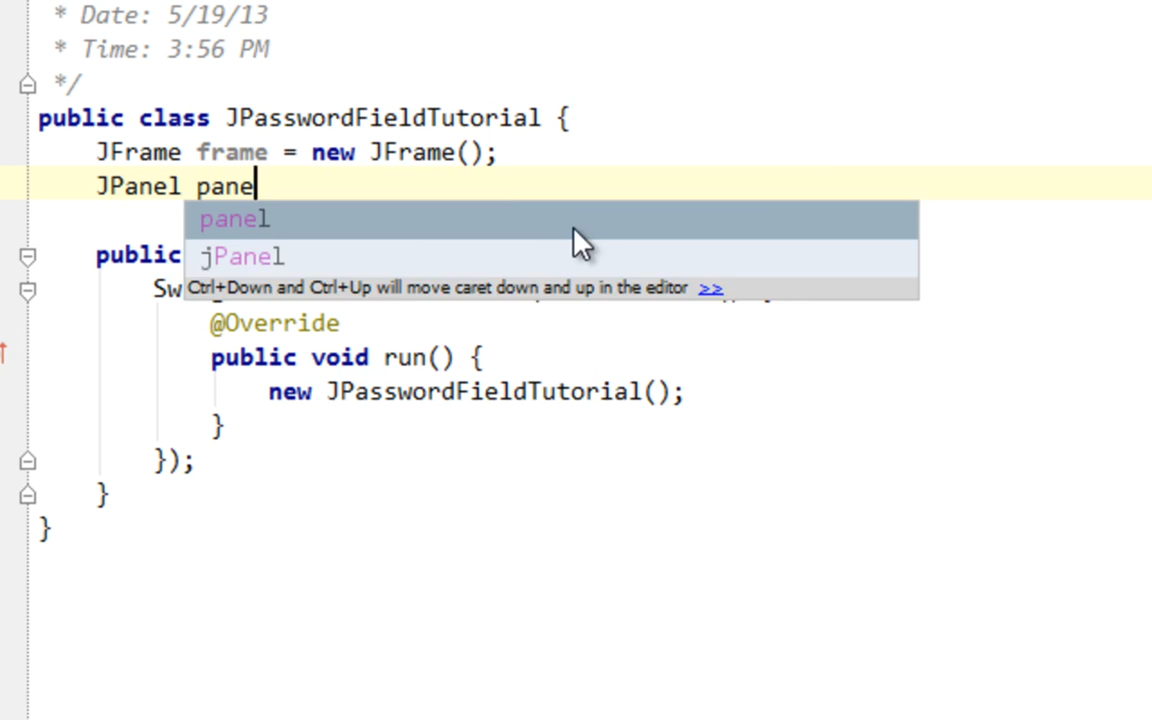 * Date: 5/19/13
* Time: 3:56 PM
*/
public class JPasswordFieldTutorial {
JFrame frame = new JFrame();
JPanel pane
panel
public
jPanel
Sw
Ctrl+Down and Ctrl+Up will move caret down and up in the editor >>
@Override
public void run() {
new JPasswordFieldTutorial();
}
});
}
}